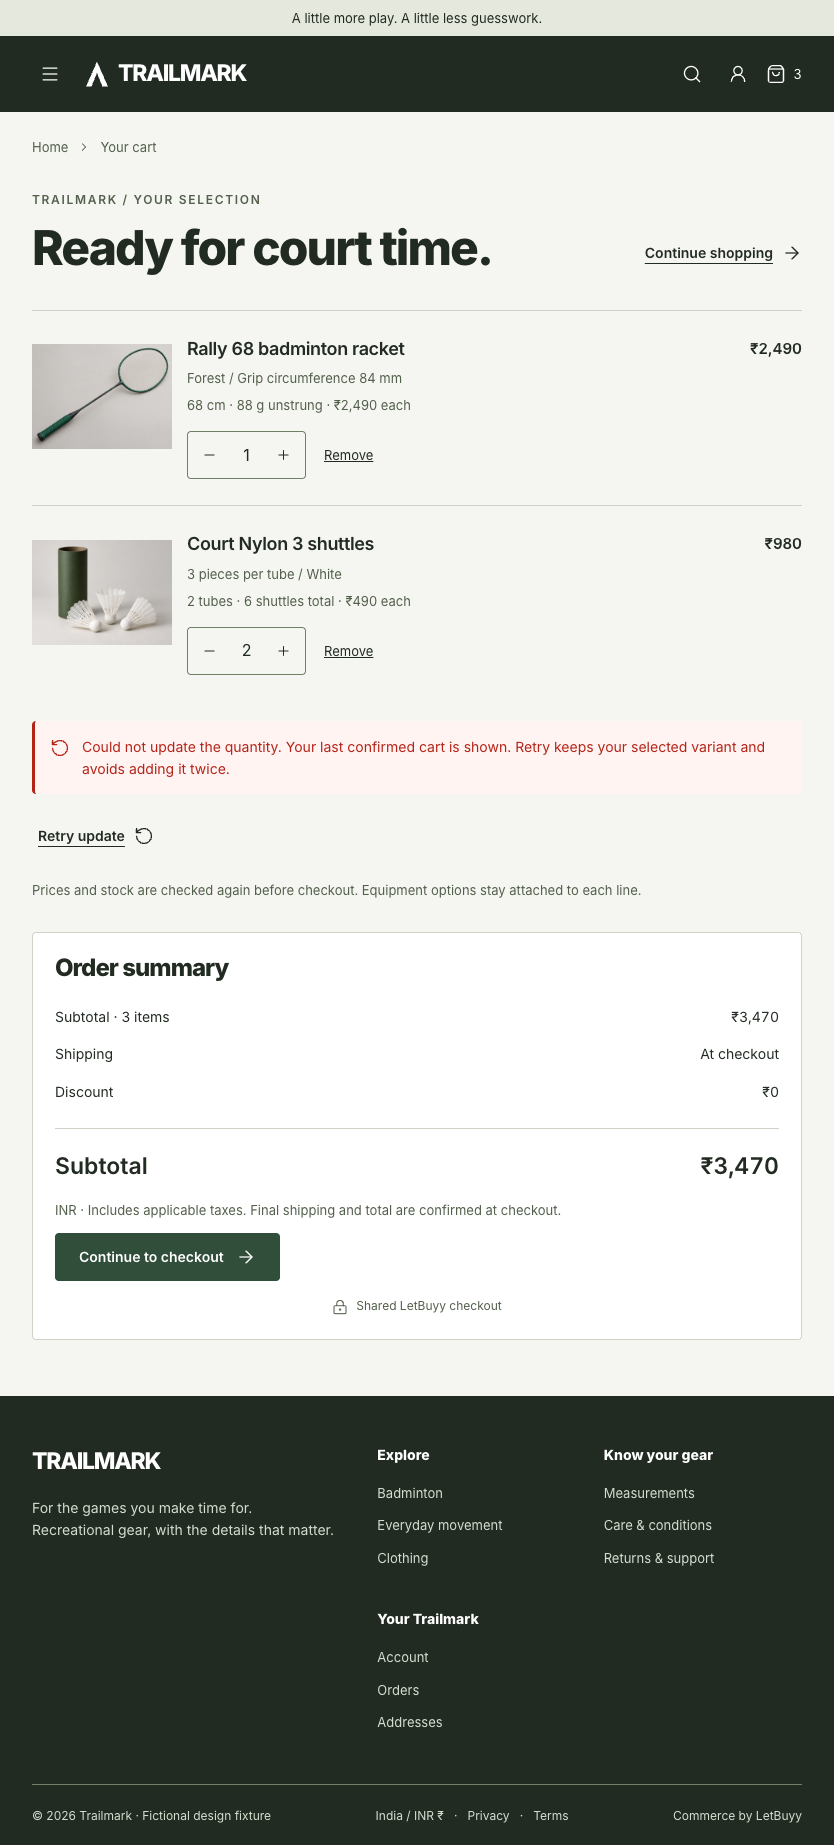 A little more play. A little less guesswork.
TRAILMARK
3
Home > Your cart
TRAILMARK / YOUR SELECTION
Ready for court time.
Continue shopping
Rally 68 badminton racket
₹2,490
Forest / Grip circumference 84 mm
68 cm · 88 g unstrung · ₹2,490 each
1
Remove
Court Nylon 3 shuttles
₹980
3 pieces per tube / White
2 tubes · 6 shuttles total · ₹490 each
2
Remove
Could not update the quantity. Your last confirmed cart is shown. Retry keeps your selected variant and
avoids adding it twice.
Retry update
Prices and stock are checked again before checkout. Equipment options stay attached to each line.
Order summary
Subtotal · 3 items ₹3,470
Shipping At checkout
Discount ₹0
Subtotal ₹3,470
INR · Includes applicable taxes. Final shipping and total are confirmed at checkout.
Continue to checkout
Shared LetBuyy checkout
TRAILMARK
For the games you make time for.
Recreational gear, with the details that matter.
Explore
Badminton
Everyday movement
Clothing
Know your gear
Measurements
Care & conditions
Returns & support
Your Trailmark
Account
Orders
Addresses
© 2026 Trailmark · Fictional design fixture
India / INR ₹ · Privacy · Terms
Commerce by LetBuyy